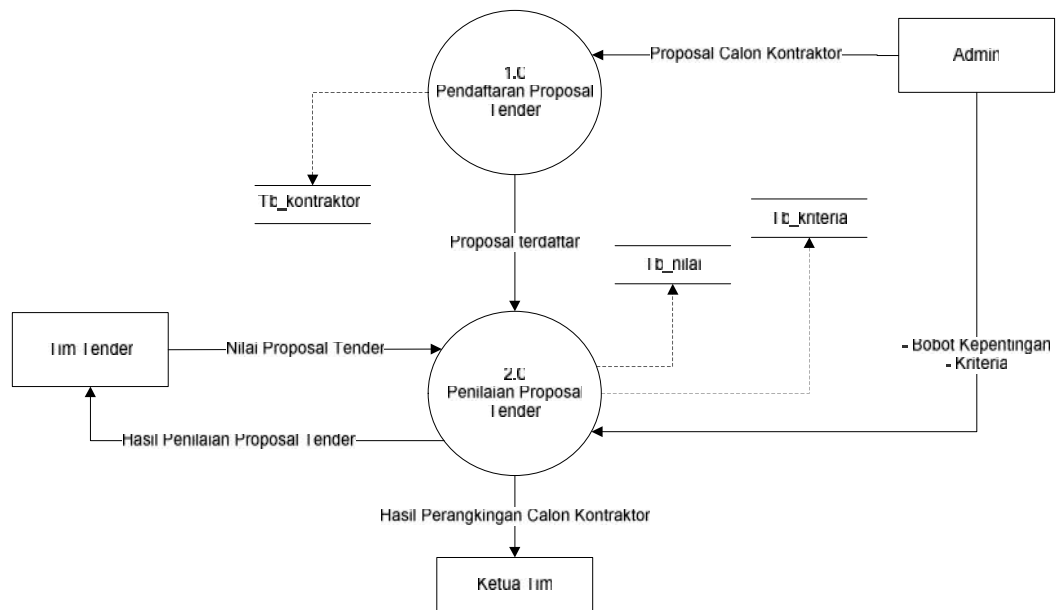 Proposal Calon Kontraktor
Admin
1.0
Pendaftaran Proposal
Tender
Tb_kontraktor
Tb_kriteria
Proposal terdaftar
Tb_nilai
Tim Tender
Nilai Proposal Tender
- Bobot Kepentingan
- Kriteria
2.0
Penilaian Proposal
Tender
Hasil Penilaian Proposal Tender
Hasil Perangkingan Calon Kontraktor
Ketua Tim